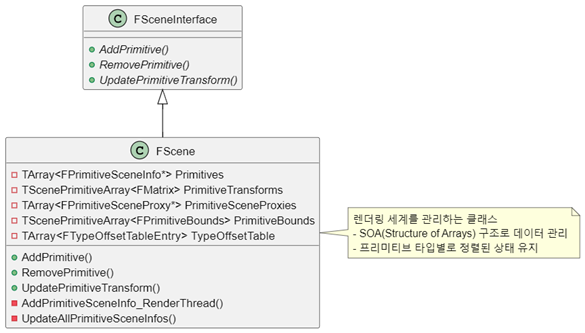 C FSceneInterface
AddPrimitive()
RemovePrimitive()
UpdatePrimitiveTransform()
C FScene
TArray<FPrimitiveSceneInfo*> Primitives
TScenePrimitiveArray<FMatrix> PrimitiveTransforms
TArray<FPrimitiveSceneProxy*> PrimitiveSceneProxies
TScenePrimitiveArray<FPrimitiveBounds> PrimitiveBounds
TArray<FTypeOffsetTableEntry> TypeOffsetTable
AddPrimitive()
RemovePrimitive()
UpdatePrimitiveTransform()
AddPrimitiveSceneInfo_RenderThread()
UpdateAllPrimitiveSceneInfos()
렌더링 세계를 관리하는 클래스
- SOA(Structure of Arrays) 구조로 데이터 관리
- 프리미티브 타입별로 정렬된 상태 유지